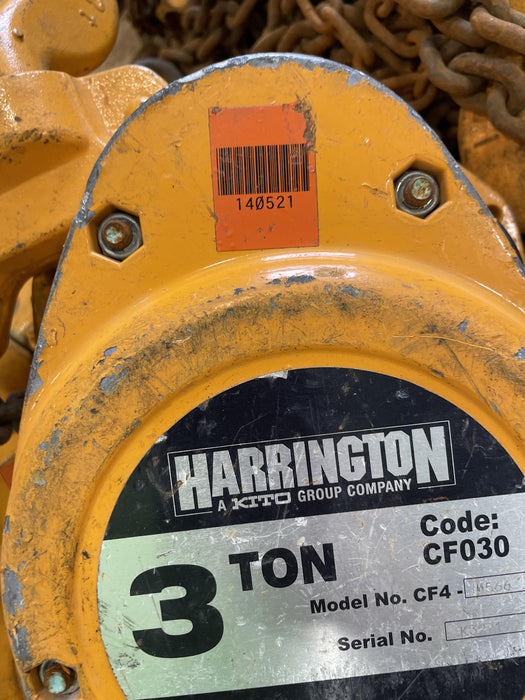 140521
HARRINGTON
A KITO GROUP COMPANY
3 TON
Code:
CF030
Model No. CF4 -
Serial No.